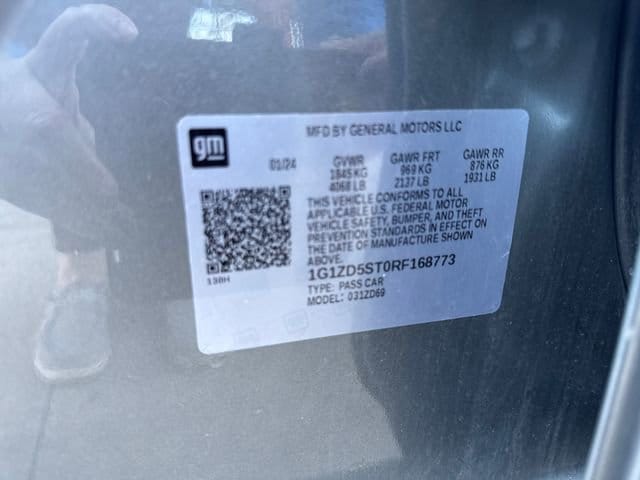 gm
MFD BY GENERAL MOTORS LLC
01/24 GVWR GAWR FRT GAWR RR
1845 KG 969 KG 876 KG
4068 LB 2137 LB 1931 LB
THIS VEHICLE CONFORMS TO ALL
APPLICABLE U.S. FEDERAL MOTOR
VEHICLE SAFETY, BUMPER, AND THEFT
PREVENTION STANDARDS IN EFFECT ON
THE DATE OF MANUFACTURE SHOWN
ABOVE.
1G1ZD5ST0RF168773
130H
TYPE: PASS CAR
MODEL: 031ZD69